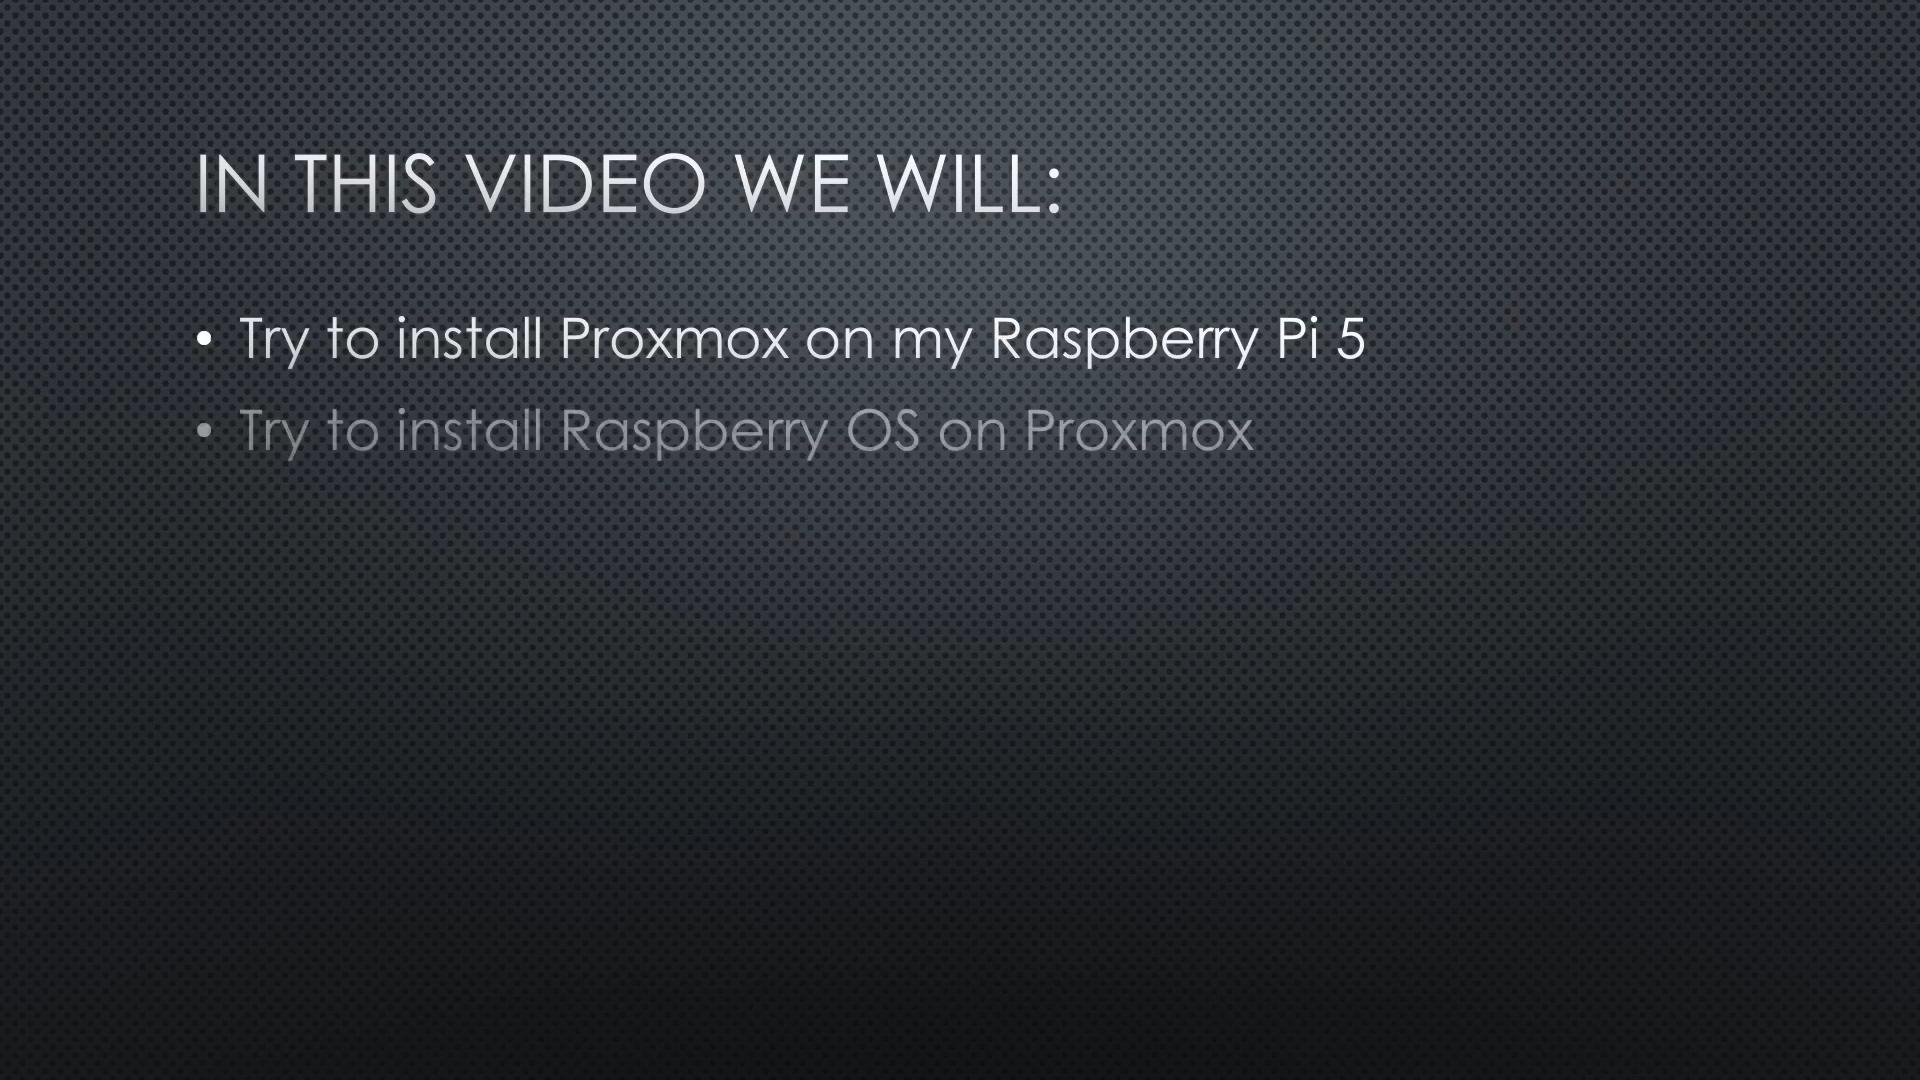 IN THIS VIDEO WE WILL:
• Try to install Proxmox on my Raspberry Pi 5
• Try to install Raspberry OS on Proxmox